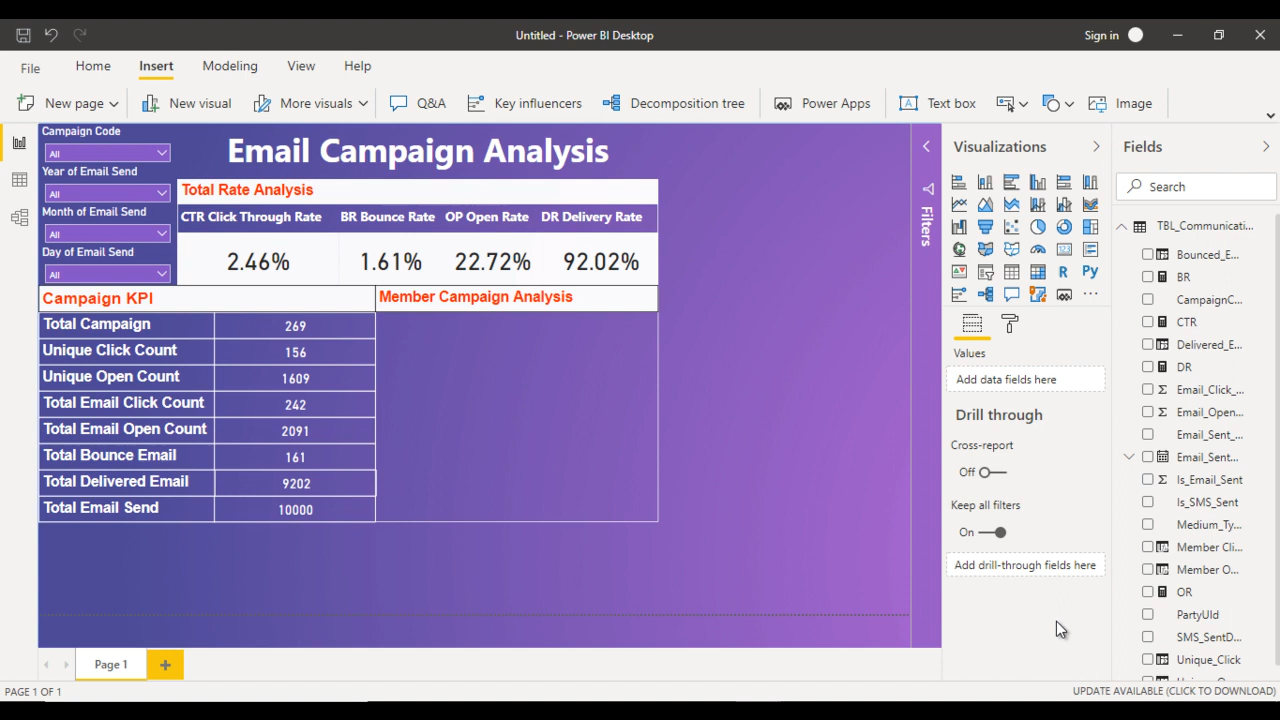 Untitled - Power BI Desktop
Sign in
File Home Insert Modeling View Help
New page New visual More visuals Q&A Key influencers Decomposition tree Power Apps Text box Image
Campaign Code
All
Year of Email Send
All
Month of Email Send
All
Day of Email Send
All
Email Campaign Analysis
Total Rate Analysis
CTR Click Through Rate BR Bounce Rate OP Open Rate DR Delivery Rate
2.46% 1.61% 22.72% 92.02%
Campaign KPI
Member Campaign Analysis
Total Campaign 269
Unique Click Count 156
Unique Open Count 1609
Total Email Click Count 242
Total Email Open Count 2091
Total Bounce Email 161
Total Delivered Email 9202
Total Email Send 10000
Filters
Visualizations
R Py
Values
Add data fields here
Drill through
Cross-report
Off
Keep all filters
On
Add drill-through fields here
Fields
Search
TBL_Communicati...
Bounced_E...
BR
CampaignC...
CTR
Delivered_E...
DR
Email_Click_...
Email_Open...
Email_Sent_...
Email_Sent...
Is_Email_Sent
Is_SMS_Sent
Medium_Ty...
Member Cli...
Member O...
OR
PartyUId
SMS_SentD...
Unique_Click
Page 1
PAGE 1 OF 1
UPDATE AVAILABLE (CLICK TO DOWNLOAD)